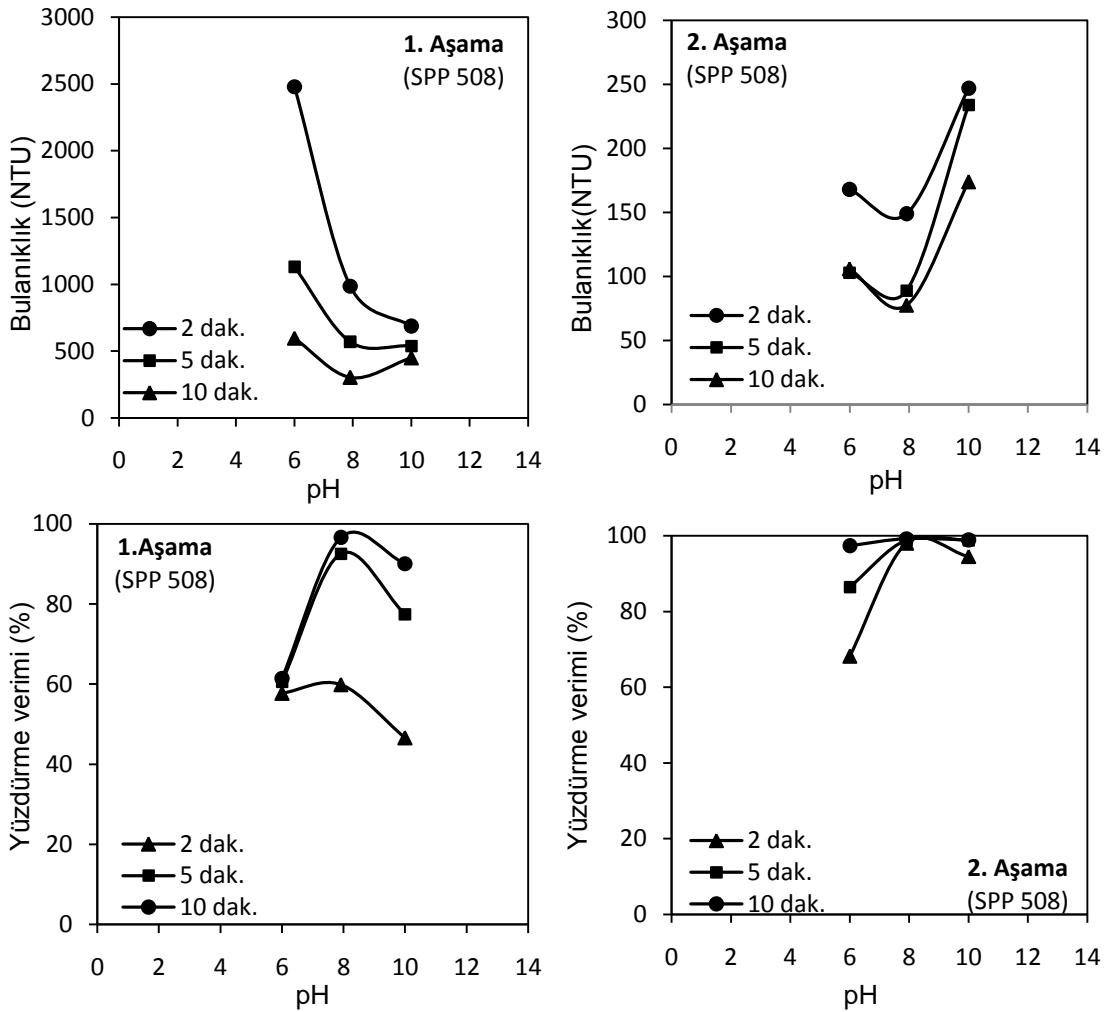 3000
2500
2000
1500
1000
500
0
Bulanıklık (NTU)
1. Aşama
(SPP 508)
2 dak.
5 dak.
10 dak.
0 2 4 6 8 10 12 14
pH
300
250
200
150
100
50
0
Bulanıklık(NTU)
2. Aşama
(SPP 508)
2 dak.
5 dak.
10 dak.
0 2 4 6 8 10 12 14
pH
100
80
60
40
20
0
Yüzdürme verimi (%)
1.Aşama
(SPP 508)
2 dak.
5 dak.
10 dak.
0 2 4 6 8 10 12 14
pH
100
80
60
40
20
0
Yüzdürme verimi (%)
2 dak.
5 dak.
10 dak.
2. Aşama
(SPP 508)
0 2 4 6 8 10 12 14
pH